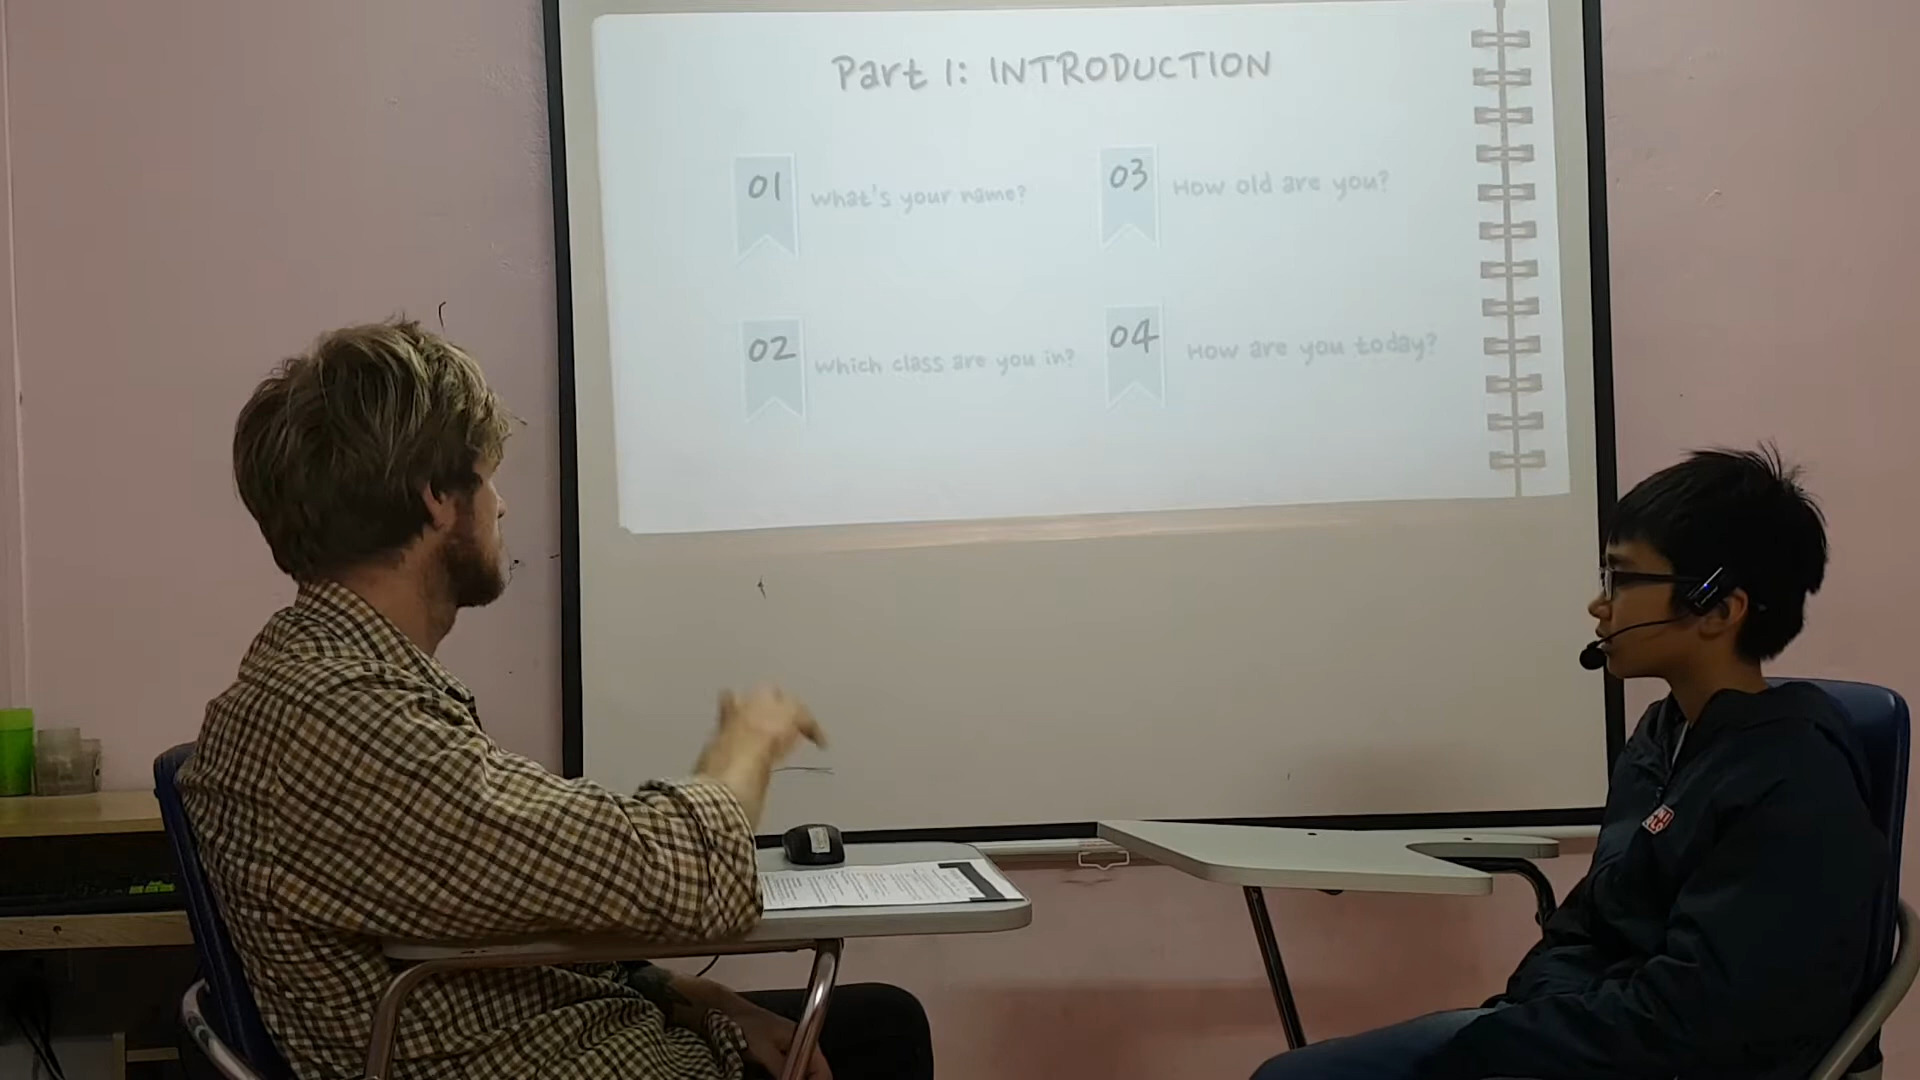 Part 1: INTRODUCTION
01 What's your name?
03 How old are you?
02 Which class are you in?
04 How are you today?